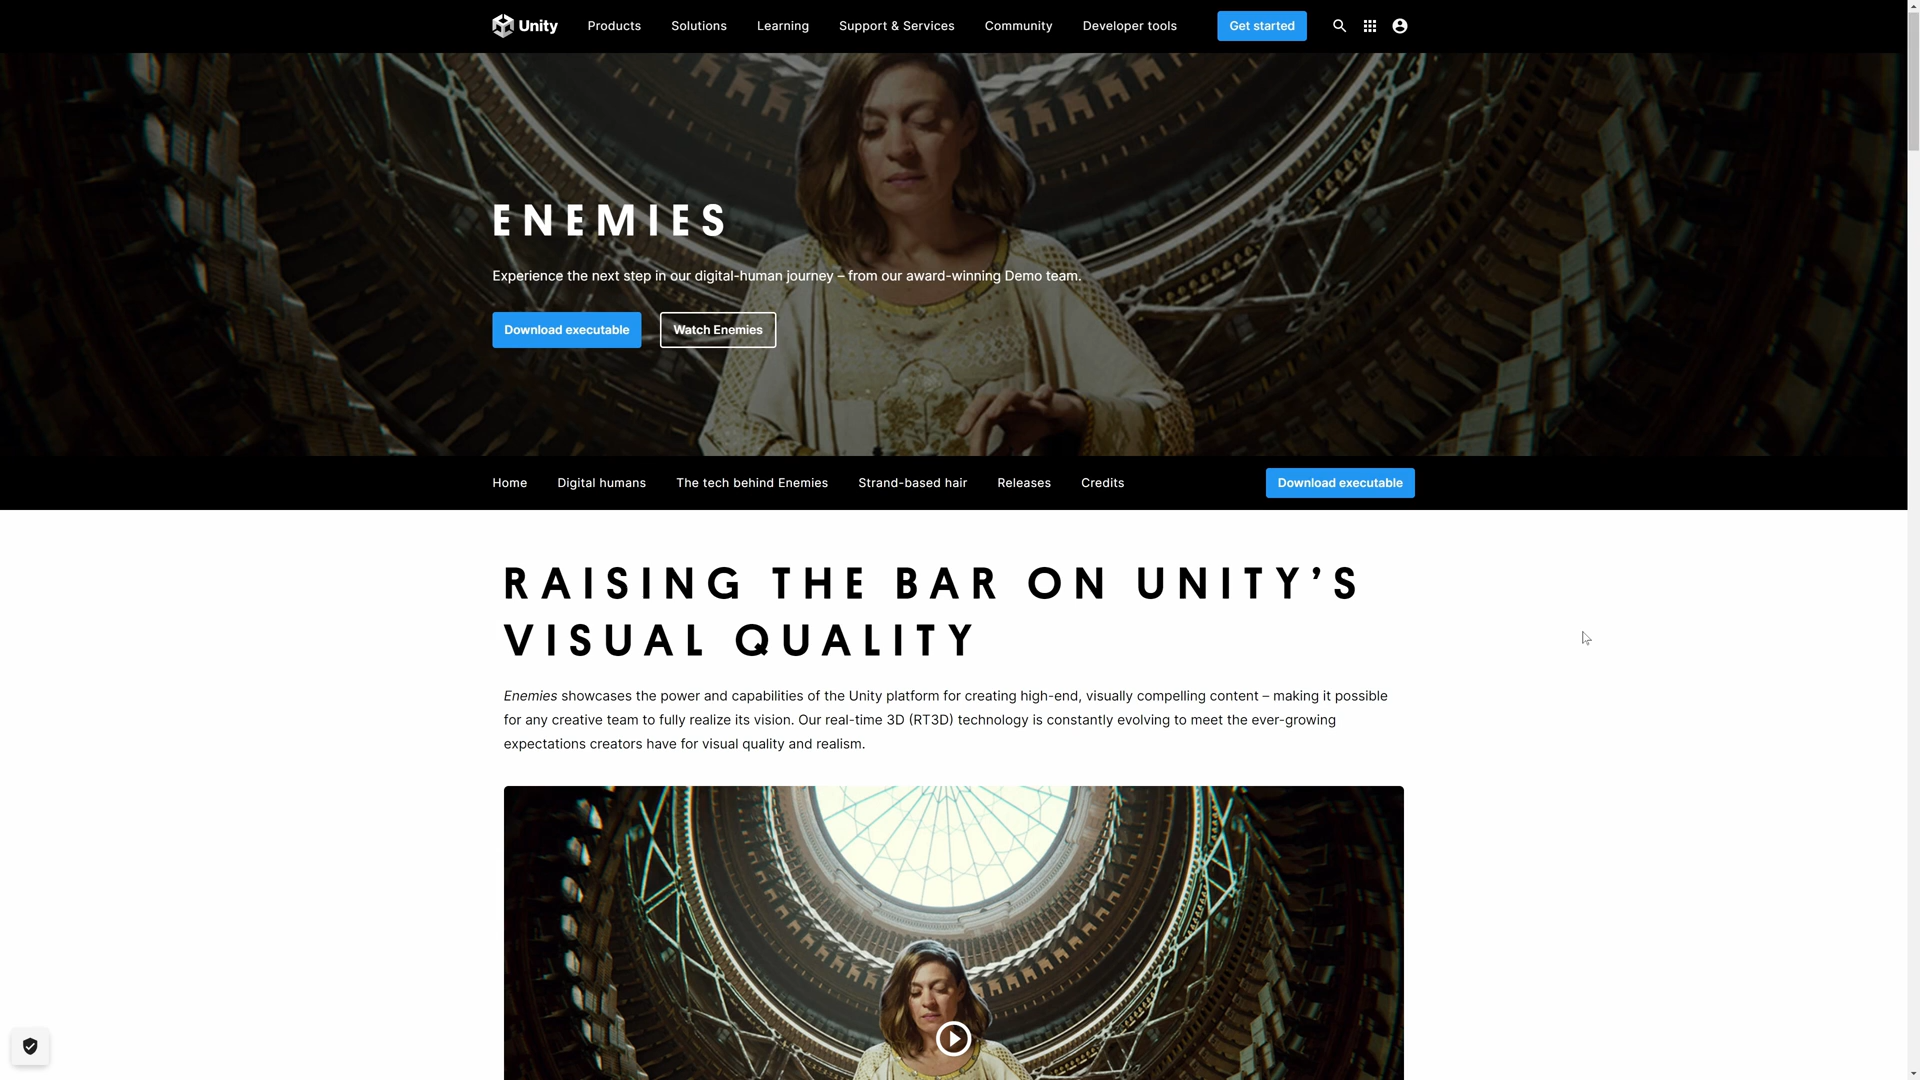 Unity
Products
Solutions
Learning
Support & Services
Community
Developer tools
Get started
ENEMIES
Experience the next step in our digital-human journey – from our award-winning Demo team.
Download executable
Watch Enemies
Home
Digital humans
The tech behind Enemies
Strand-based hair
Releases
Credits
Download executable
RAISING THE BAR ON UNITY’S
VISUAL QUALITY
Enemies showcases the power and capabilities of the Unity platform for creating high-end, visually compelling content – making it possible
for any creative team to fully realize its vision. Our real-time 3D (RT3D) technology is constantly evolving to meet the ever-growing
expectations creators have for visual quality and realism.